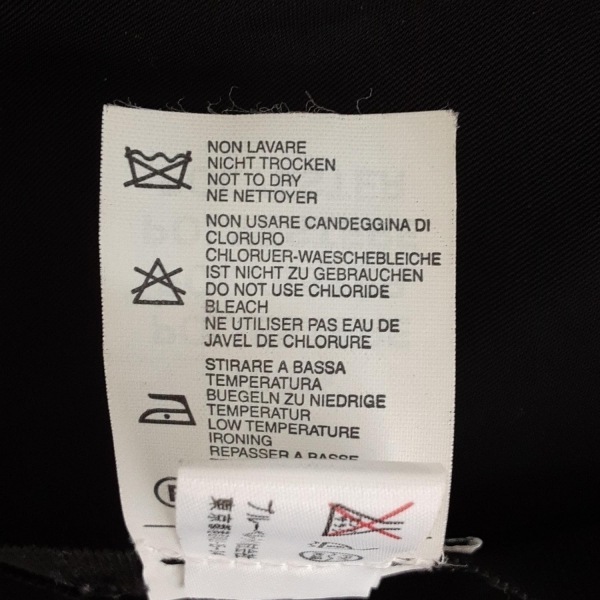 NON LAVARE
NICHT TROCKEN
NOT TO DRY
NE NETTOYER
NON USARE CANDEGGINA DI
CLORURO
CHLORUER-WAESCHEBLEICHE
IST NICHT ZU GEBRAUCHEN
DO NOT USE CHLORIDE
BLEACH
NE UTILISER PAS EAU DE
JAVEL DE CHLORURE
STIRARE A BASSA
TEMPERATURA
BUEGELN ZU NIEDRIGE
TEMPERATUR
LOW TEMPERATURE
IRONING
REPASSER A BASSE